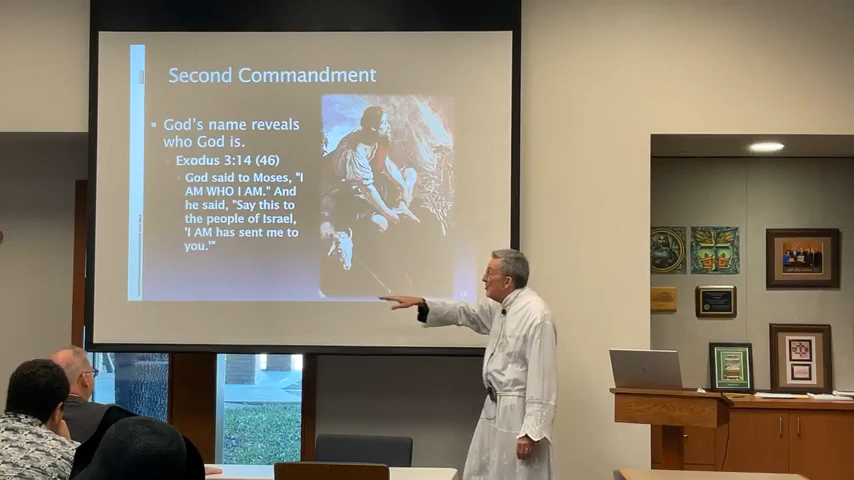 Second Commandment
God's name reveals
who God is.
Exodus 3:14 (46)
God said to Moses, "I
AM WHO I AM." And
he said, "Say this to
the people of Israel,
'I AM has sent me to
you.'"